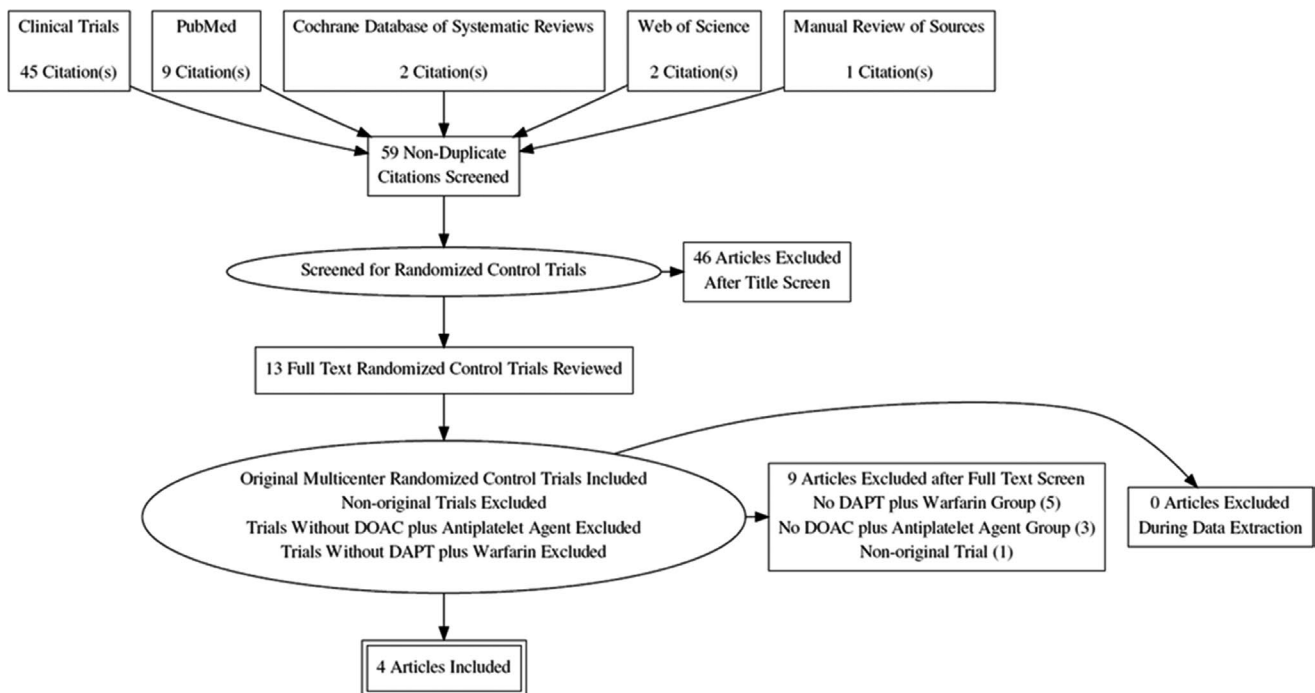 Clinical Trials
45 Citation(s)
PubMed
9 Citation(s)
Cochrane Database of Systematic Reviews
2 Citation(s)
Web of Science
2 Citation(s)
Manual Review of Sources
1 Citation(s)
59 Non-Duplicate
Citations Screened
Screened for Randomized Control Trials
46 Articles Excluded
After Title Screen
13 Full Text Randomized Control Trials Reviewed
Original Multicenter Randomized Control Trials Included
Non-original Trials Excluded
Trials Without DOAC plus Antiplatelet Agent Excluded
Trials Without DAPT plus Warfarin Excluded
9 Articles Excluded after Full Text Screen
No DAPT plus Warfarin Group (5)
No DOAC plus Antiplatelet Agent Group (3)
Non-original Trial (1)
0 Articles Excluded
During Data Extraction
4 Articles Included